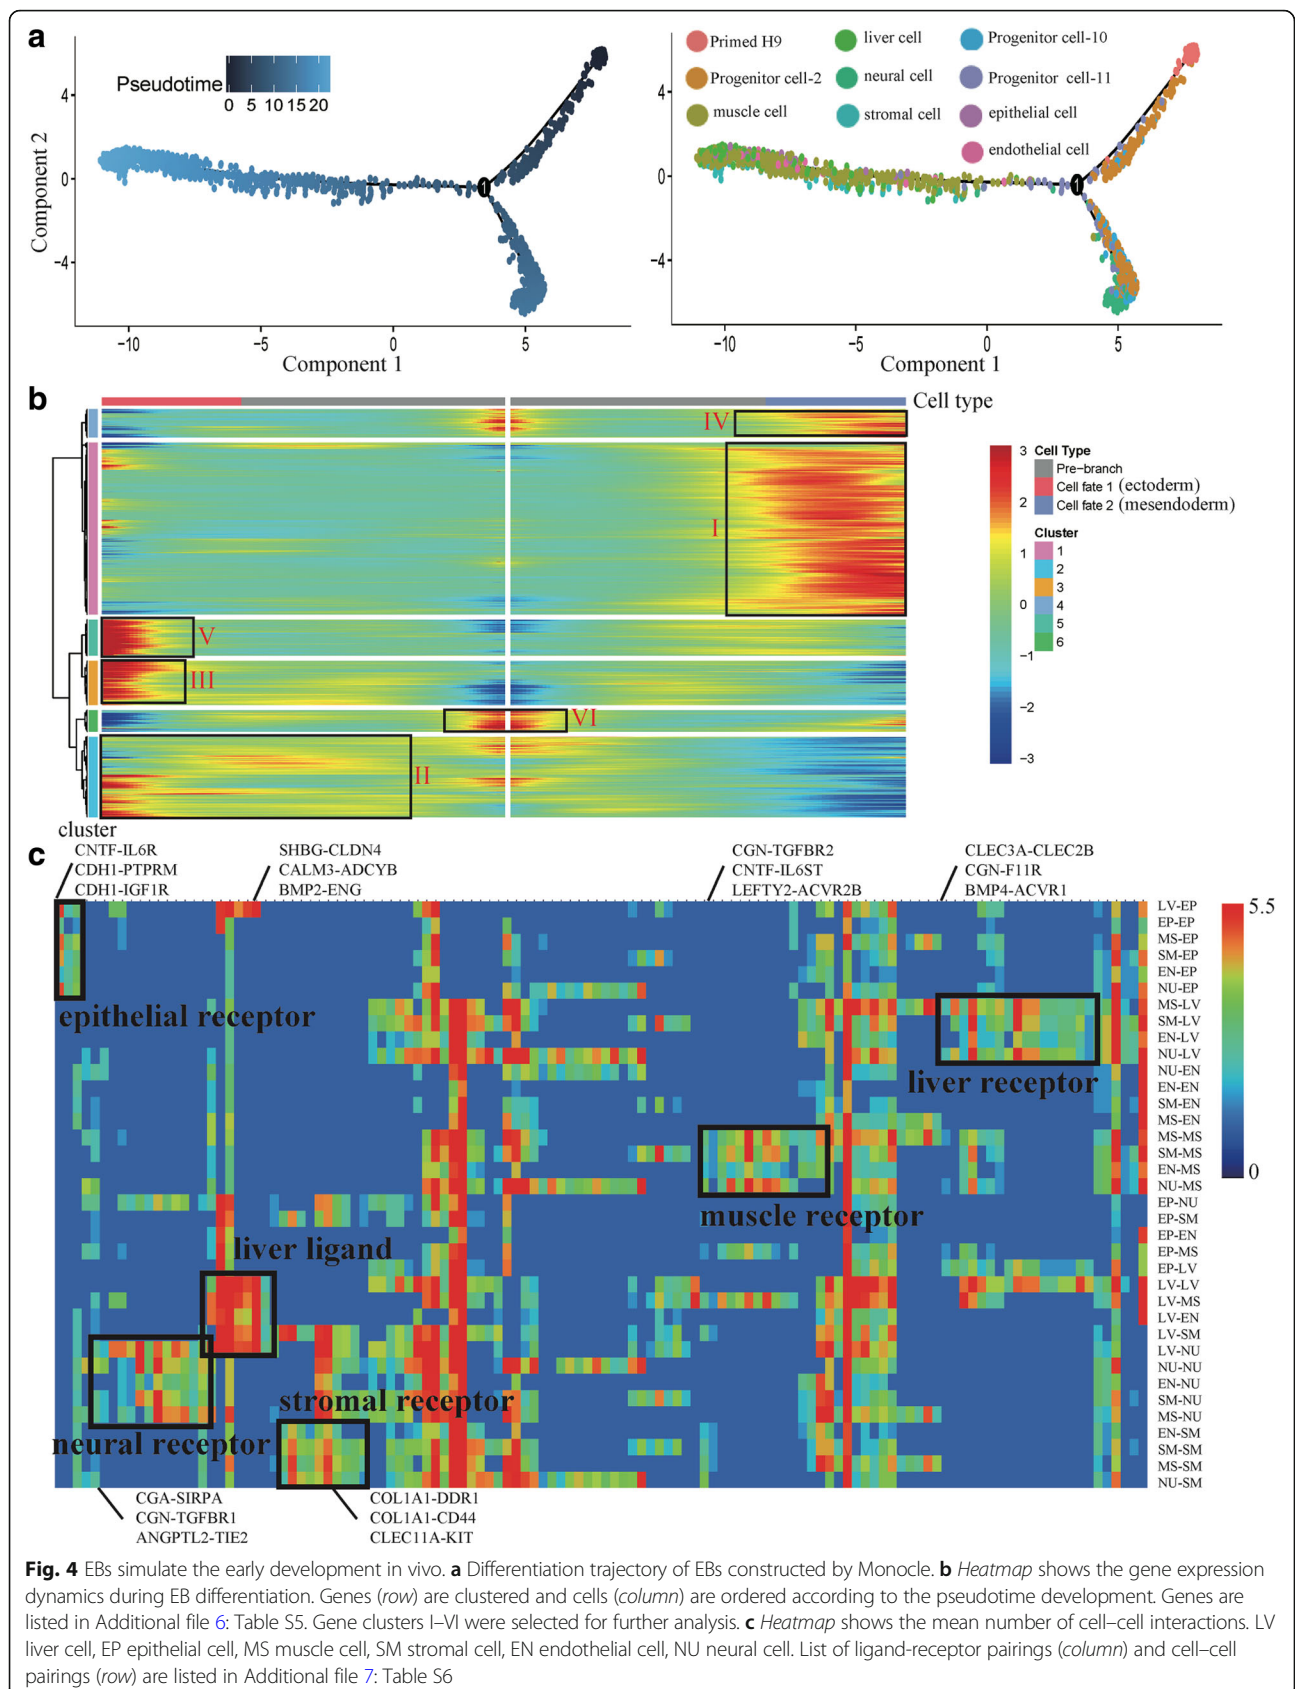 a
Pseudotime
0 5 10 15 20
Component 2
4
0
−4
1
−10 −5 0 5
Component 1
Primed H9
Progenitor cell-2
muscle cell
liver cell
neural cell
stromal cell
Progenitor cell-10
Progenitor cell-11
epithelial cell
endothelial cell
4
0
−4
1
−10 −5 0 5
Component 1
b
Cell type
IV
I
V
III
VI
II
cluster
3
2
1
0
−1
−2
−3
Cell Type
Pre−branch
Cell fate 1 (ectoderm)
Cell fate 2 (mesendoderm)
Cluster
1
2
3
4
5
6
c
CNTF-IL6R
CDH1-PTPRM
CDH1-IGF1R
SHBG-CLDN4
CALM3-ADCYB
BMP2-ENG
CGN-TGFBR2
CNTF-IL6ST
LEFTY2-ACVR2B
CLEC3A-CLEC2B
CGN-F11R
BMP4-ACVR1
LV-EP
EP-EP
MS-EP
SM-EP
EN-EP
NU-EP
MS-LV
SM-LV
EN-LV
NU-LV
NU-EN
EN-EN
SM-EN
MS-EN
MS-MS
SM-MS
EN-MS
NU-MS
EP-NU
EP-SM
EP-EN
EP-MS
EP-LV
LV-LV
LV-MS
LV-EN
LV-SM
LV-NU
NU-NU
EN-NU
SM-NU
MS-NU
EN-SM
SM-SM
MS-SM
NU-SM
5.5
0
epithelial receptor
liver receptor
muscle receptor
liver ligand
stromal receptor
neural receptor
CGA-SIRPA
CGN-TGFBR1
ANGPTL2-TIE2
COL1A1-DDR1
COL1A1-CD44
CLEC11A-KIT
Fig. 4 EBs simulate the early development in vivo. a Differentiation trajectory of EBs constructed by Monocle. b Heatmap shows the gene expression
dynamics during EB differentiation. Genes (row) are clustered and cells (column) are ordered according to the pseudotime development. Genes are
listed in Additional file 6: Table S5. Gene clusters I–VI were selected for further analysis. c Heatmap shows the mean number of cell–cell interactions. LV
liver cell, EP epithelial cell, MS muscle cell, SM stromal cell, EN endothelial cell, NU neural cell. List of ligand-receptor pairings (column) and cell–cell
pairings (row) are listed in Additional file 7: Table S6